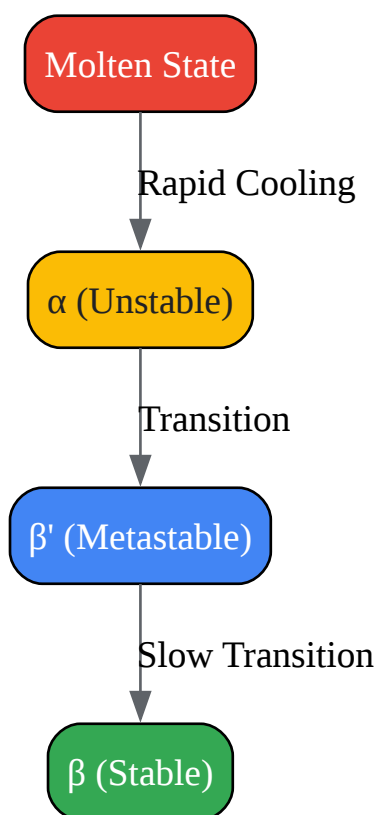 Molten State
Rapid Cooling
α (Unstable)
Transition
β' (Metastable)
Slow Transition
β (Stable)